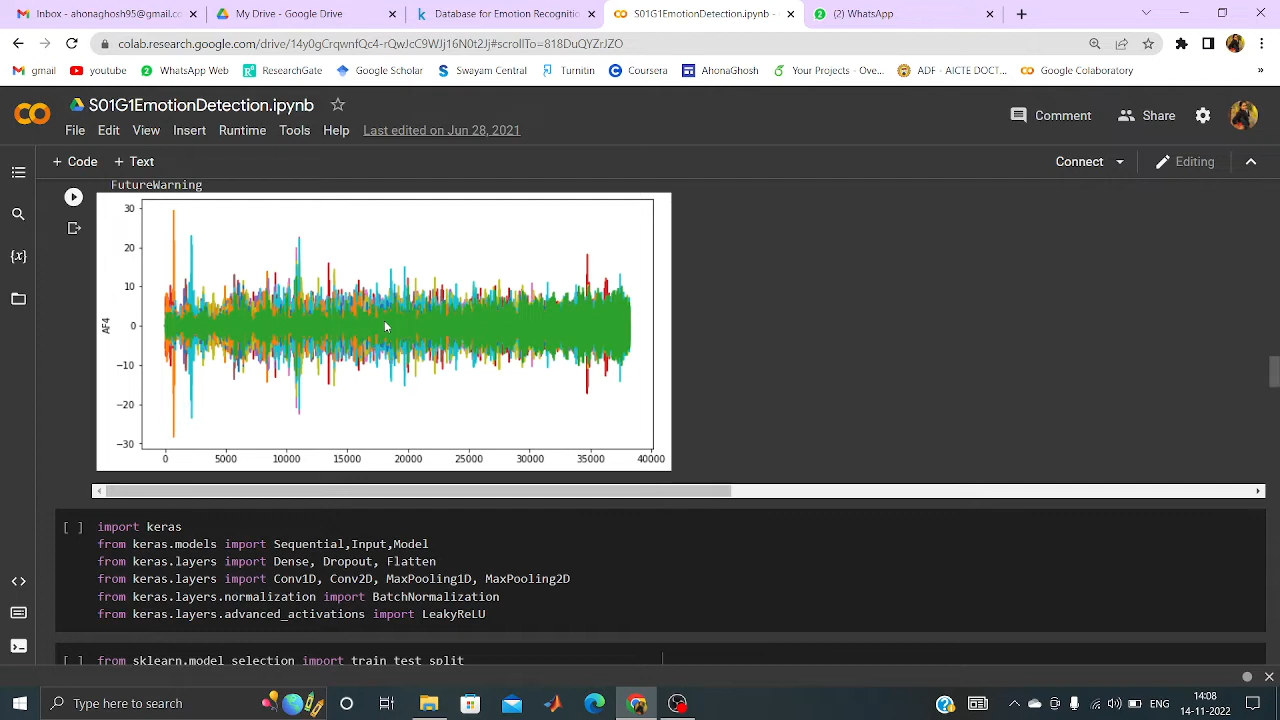 Inbox - ahonaghosh95@gmail.co
My Drive - Google Drive
Database for Emotion Recognitio
S01G1EmotionDetection.ipynb -
(2) WhatsApp
colab.research.google.com/drive/14y0gCrqwnfQc4-rQwJcC9WJj16N0t2Jj#scrollTo=818DuQYZrJZO
gmail
youtube
WhatsApp Web
ResearchGate
Google Scholar
Swayam Central
Turnitin
Coursera
AhonaGhosh
Your Projects - Ove...
ADF - AICTE DOCT...
Google Colaboratory
»
S01G1EmotionDetection.ipynb
Comment
Share
File Edit View Insert Runtime Tools Help Last edited on Jun 28, 2021
+ Code + Text
Connect
Editing
FutureWarning
30
20
10
0
−10
−20
−30
AF4
0 5000 10000 15000 20000 25000 30000 35000 40000
[ ] import keras
from keras.models import Sequential,Input,Model
from keras.layers import Dense, Dropout, Flatten
from keras.layers import Conv1D, Conv2D, MaxPooling1D, MaxPooling2D
from keras.layers.normalization import BatchNormalization
from keras.layers.advanced_activations import LeakyReLU
[ ] from sklearn.model_selection import train_test_split
Type here to search
ENG
14:08
14-11-2022